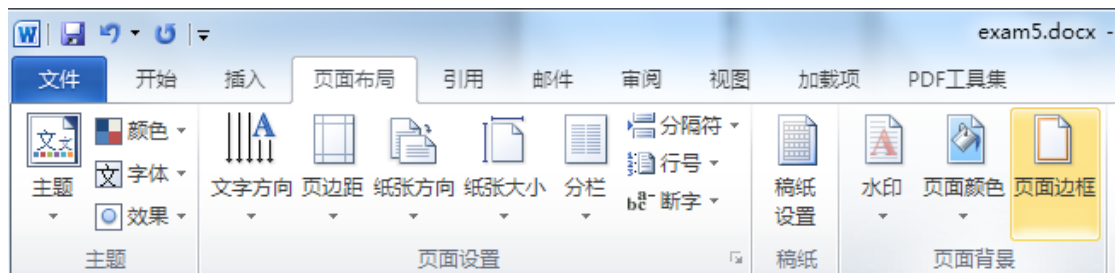 W exam5.docx -
文件 开始 插入 页面布局 引用 邮件 审阅 视图 加载项 PDF工具集
文文 颜色 A 分隔符
文 字体 行号
主题 文字方向 页边距 纸张方向 纸张大小 分栏 稿纸 水印 页面颜色 页面边框
效果 bc a- 断字 设置
主题 页面设置 稿纸 页面背景